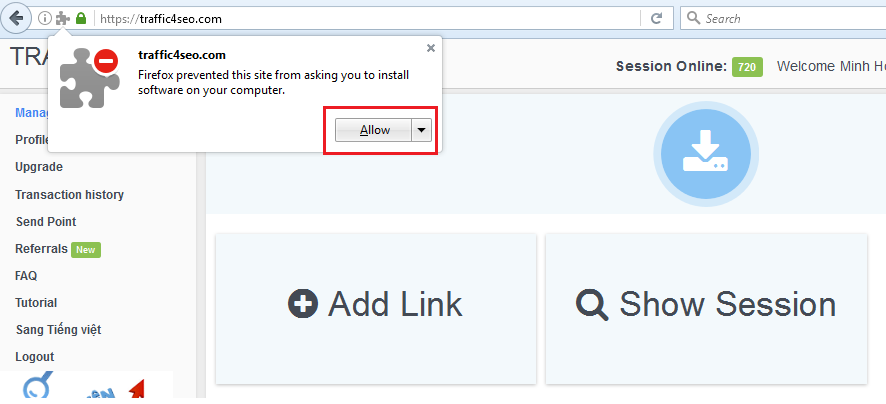 https://traffic4seo.com
Search
TRA
traffic4seo.com
Firefox prevented this site from asking you to install
software on your computer.
Allow
Session Online: 720 Welcome Minh Ho
Manag
Profile
Upgrade
Transaction history
Send Point
Referrals New
FAQ
Tutorial
Sang Tiếng việt
Logout
Add Link
Show Session